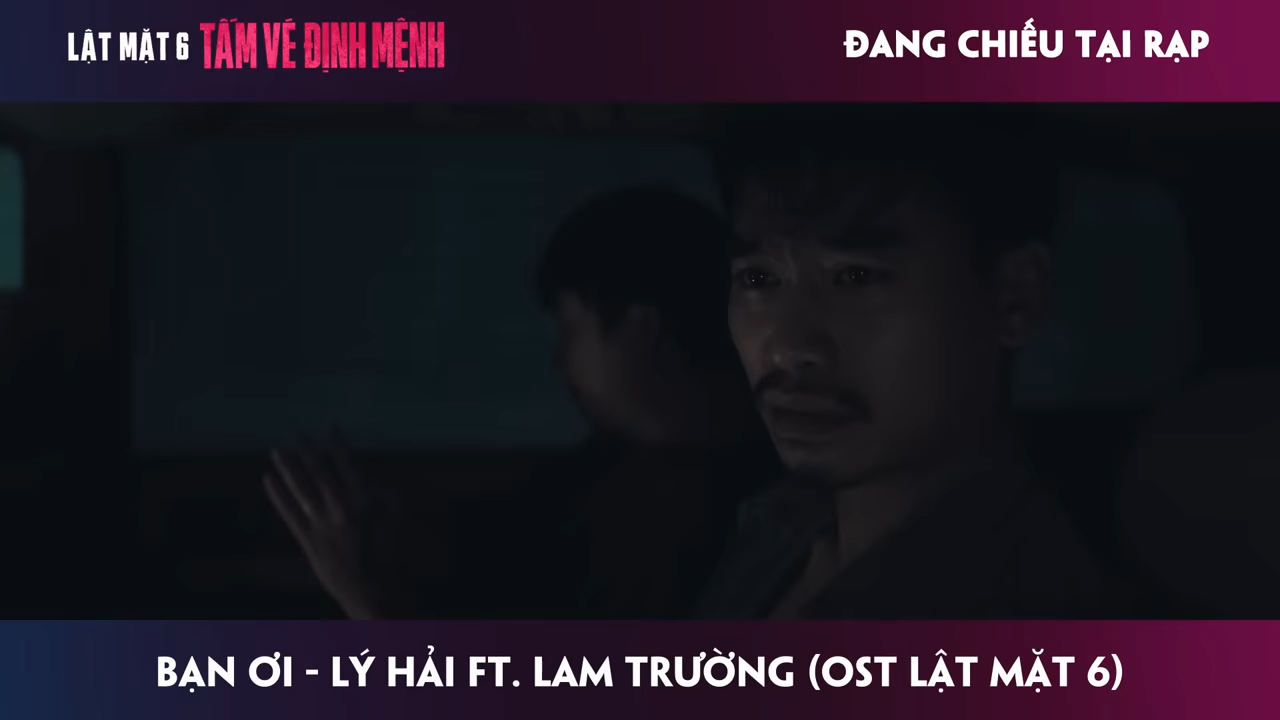 LẬT MẶT 6 TẤM VÉ ĐỊNH MỆNH
ĐANG CHIẾU TẠI RẠP
BẠN ƠI - LÝ HẢI FT. LAM TRƯỜNG (OST LẬT MẶT 6)